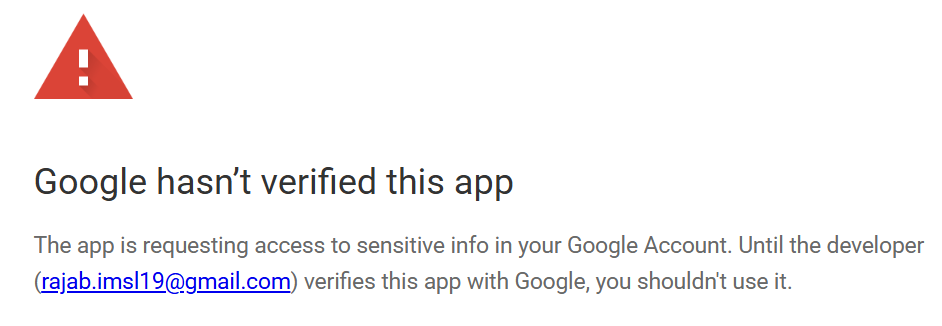 Google hasn’t verified this app
The app is requesting access to sensitive info in your Google Account. Until the developer
(rajab.imsl19@gmail.com) verifies this app with Google, you shouldn't use it.